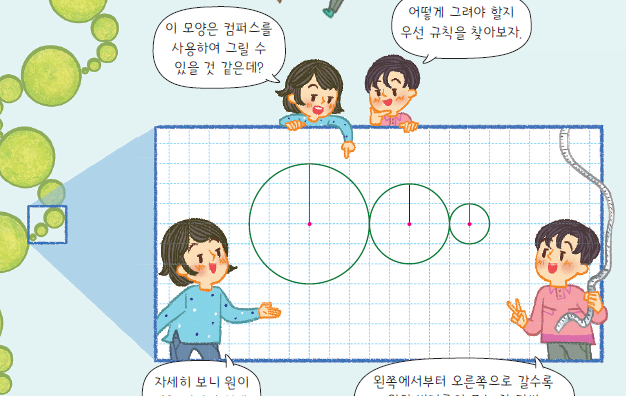 이 모양은 컴퍼스를
사용하여 그릴 수
있을 것 같은데?
어떻게 그려야 할지
우선 규칙을 찾아보자.
자세히 보니 원이
왼쪽에서부터 오른쪽으로 갈수록